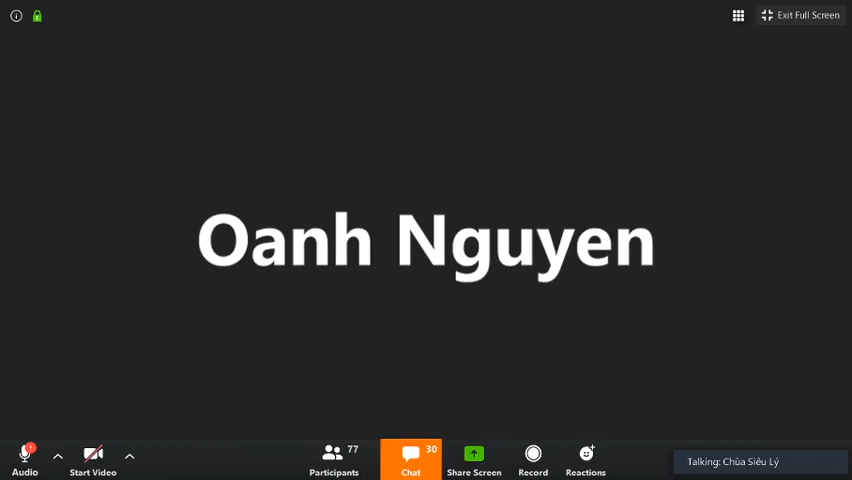 Exit Full Screen
Oanh Nguyen
Audio
Start Video
77
Participants
30
Chat
Share Screen
Record
Reactions
Talking: Chùa Siêu Lý